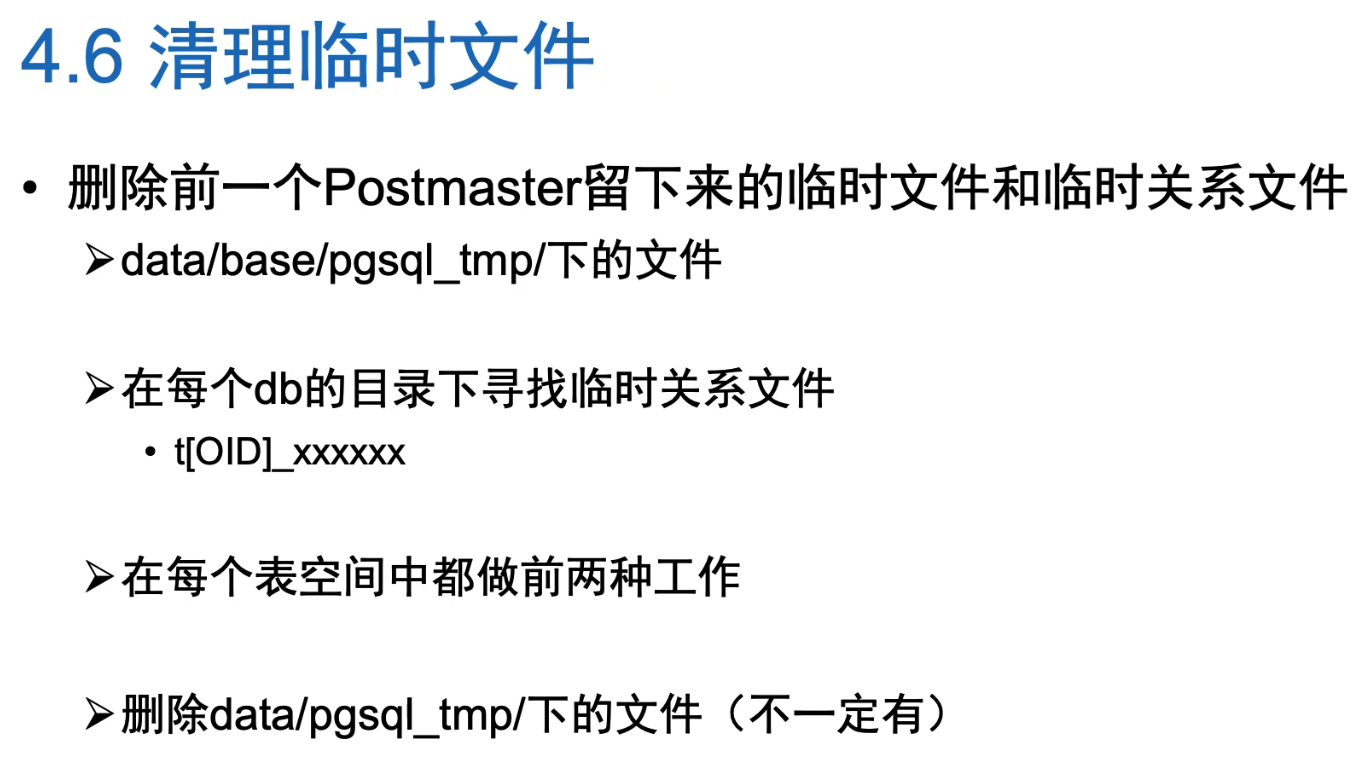 4.6 清理临时文件
• 删除前一个Postmaster留下来的临时文件和临时关系文件
➢data/base/pgsql_tmp/下的文件
➢在每个db的目录下寻找临时关系文件
• t[OID]_xxxxxx
➢在每个表空间中都做前两种工作
➢删除data/pgsql_tmp/下的文件（不一定有）